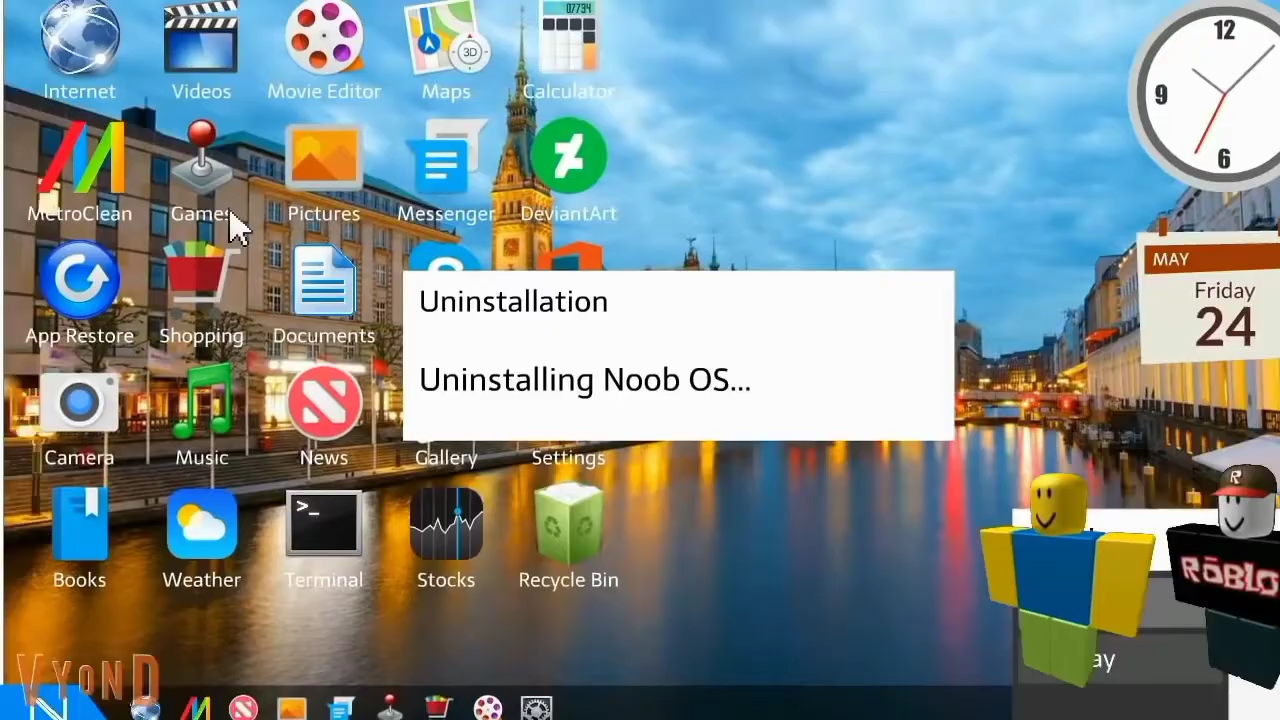 Internet
Videos
Movie Editor
Maps
Calculator
07734
3D
MetroClean
Games
Pictures
Messenger
DeviantArt
App Restore
Shopping
Documents
Camera
Music
News
Gallery
Settings
Books
Weather
Terminal
>_
Stocks
Recycle Bin
Uninstallation
Uninstalling Noob OS...
12
9
6
MAY
Friday
24
R
ROBLO
ay
VYOND
N